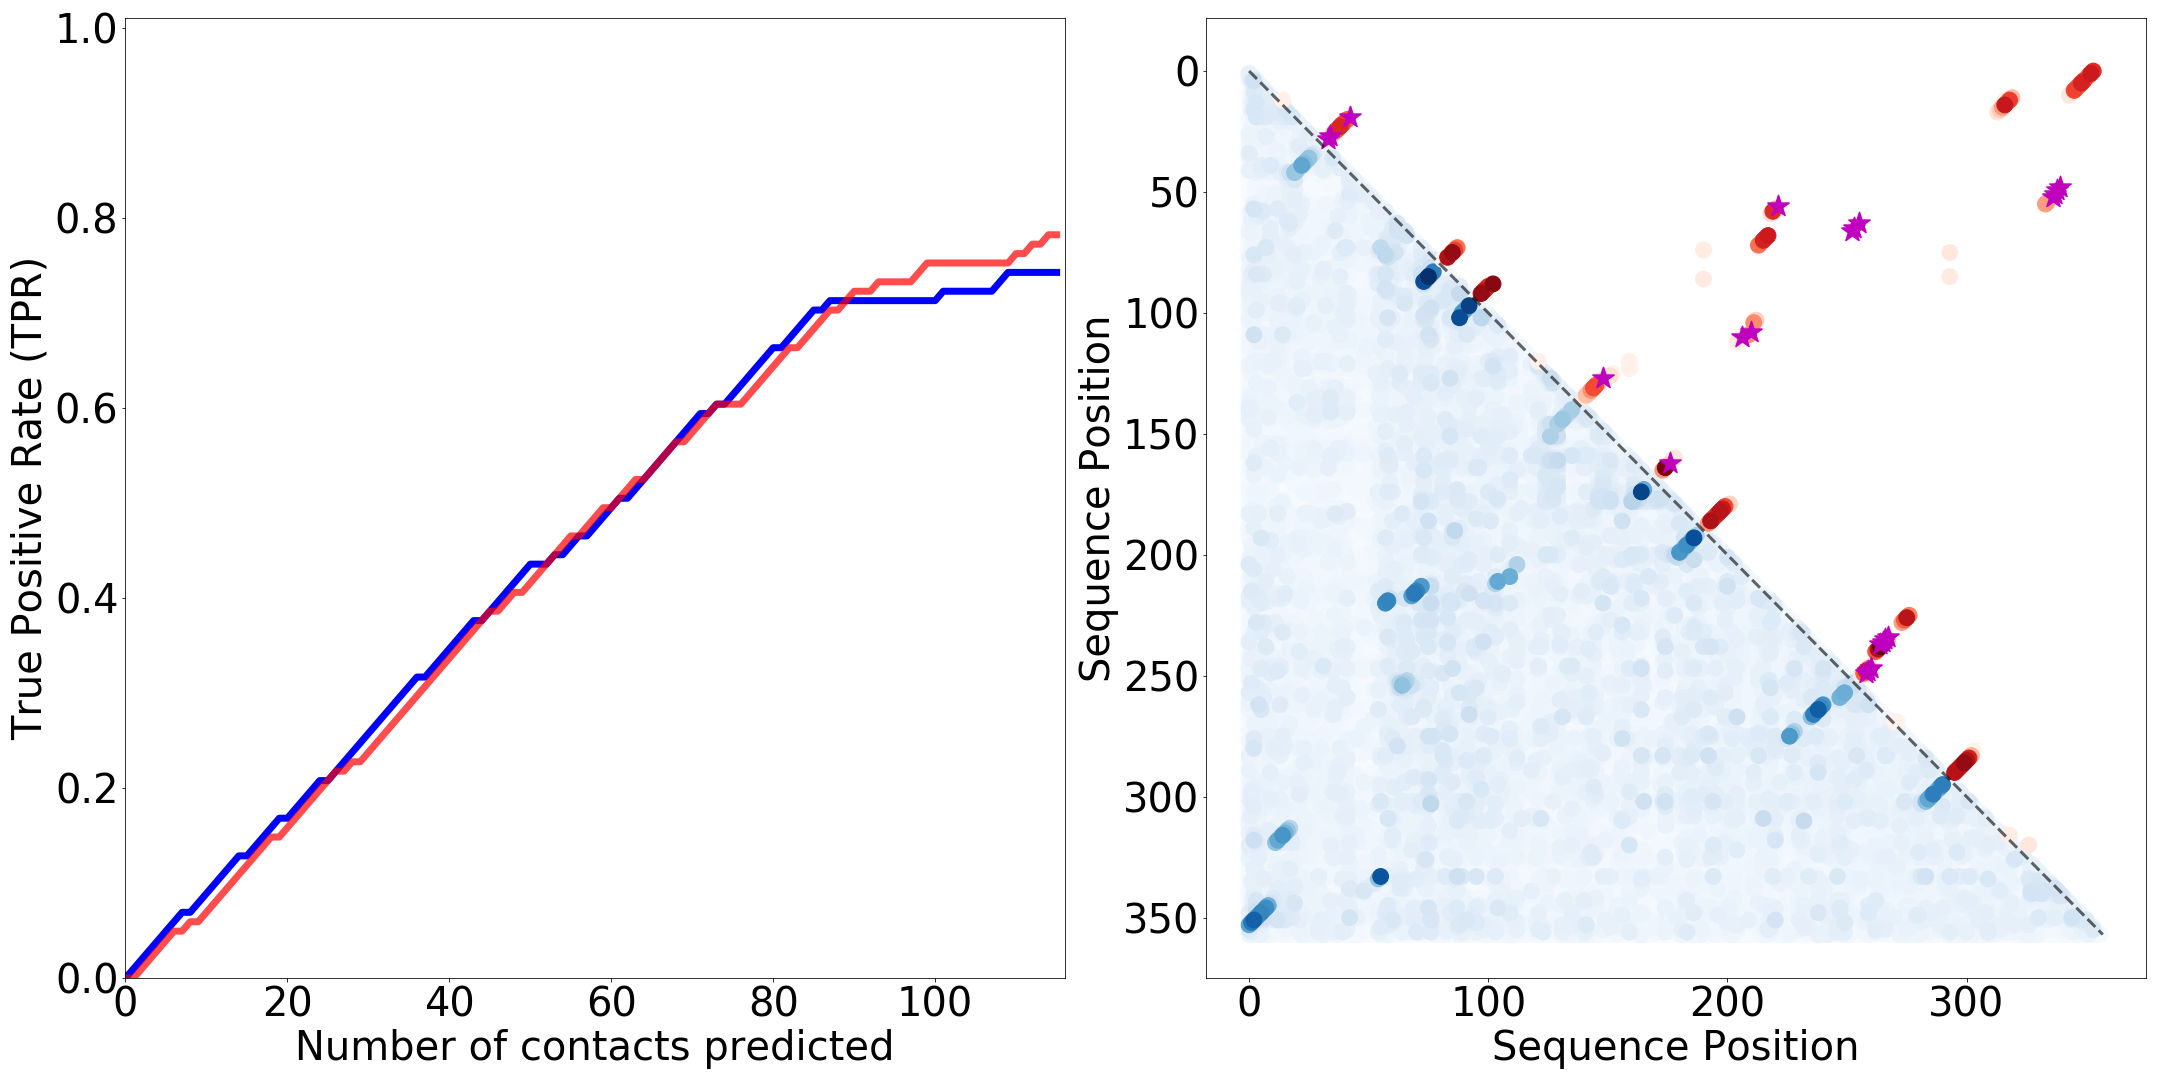 True Positive Rate (TPR)
1.0
0.8
0.6
0.4
0.2
0.0
0 20 40 60 80 100
Number of contacts predicted
Sequence Position
0
50
100
150
200
250
300
350
0 100 200 300
Sequence Position